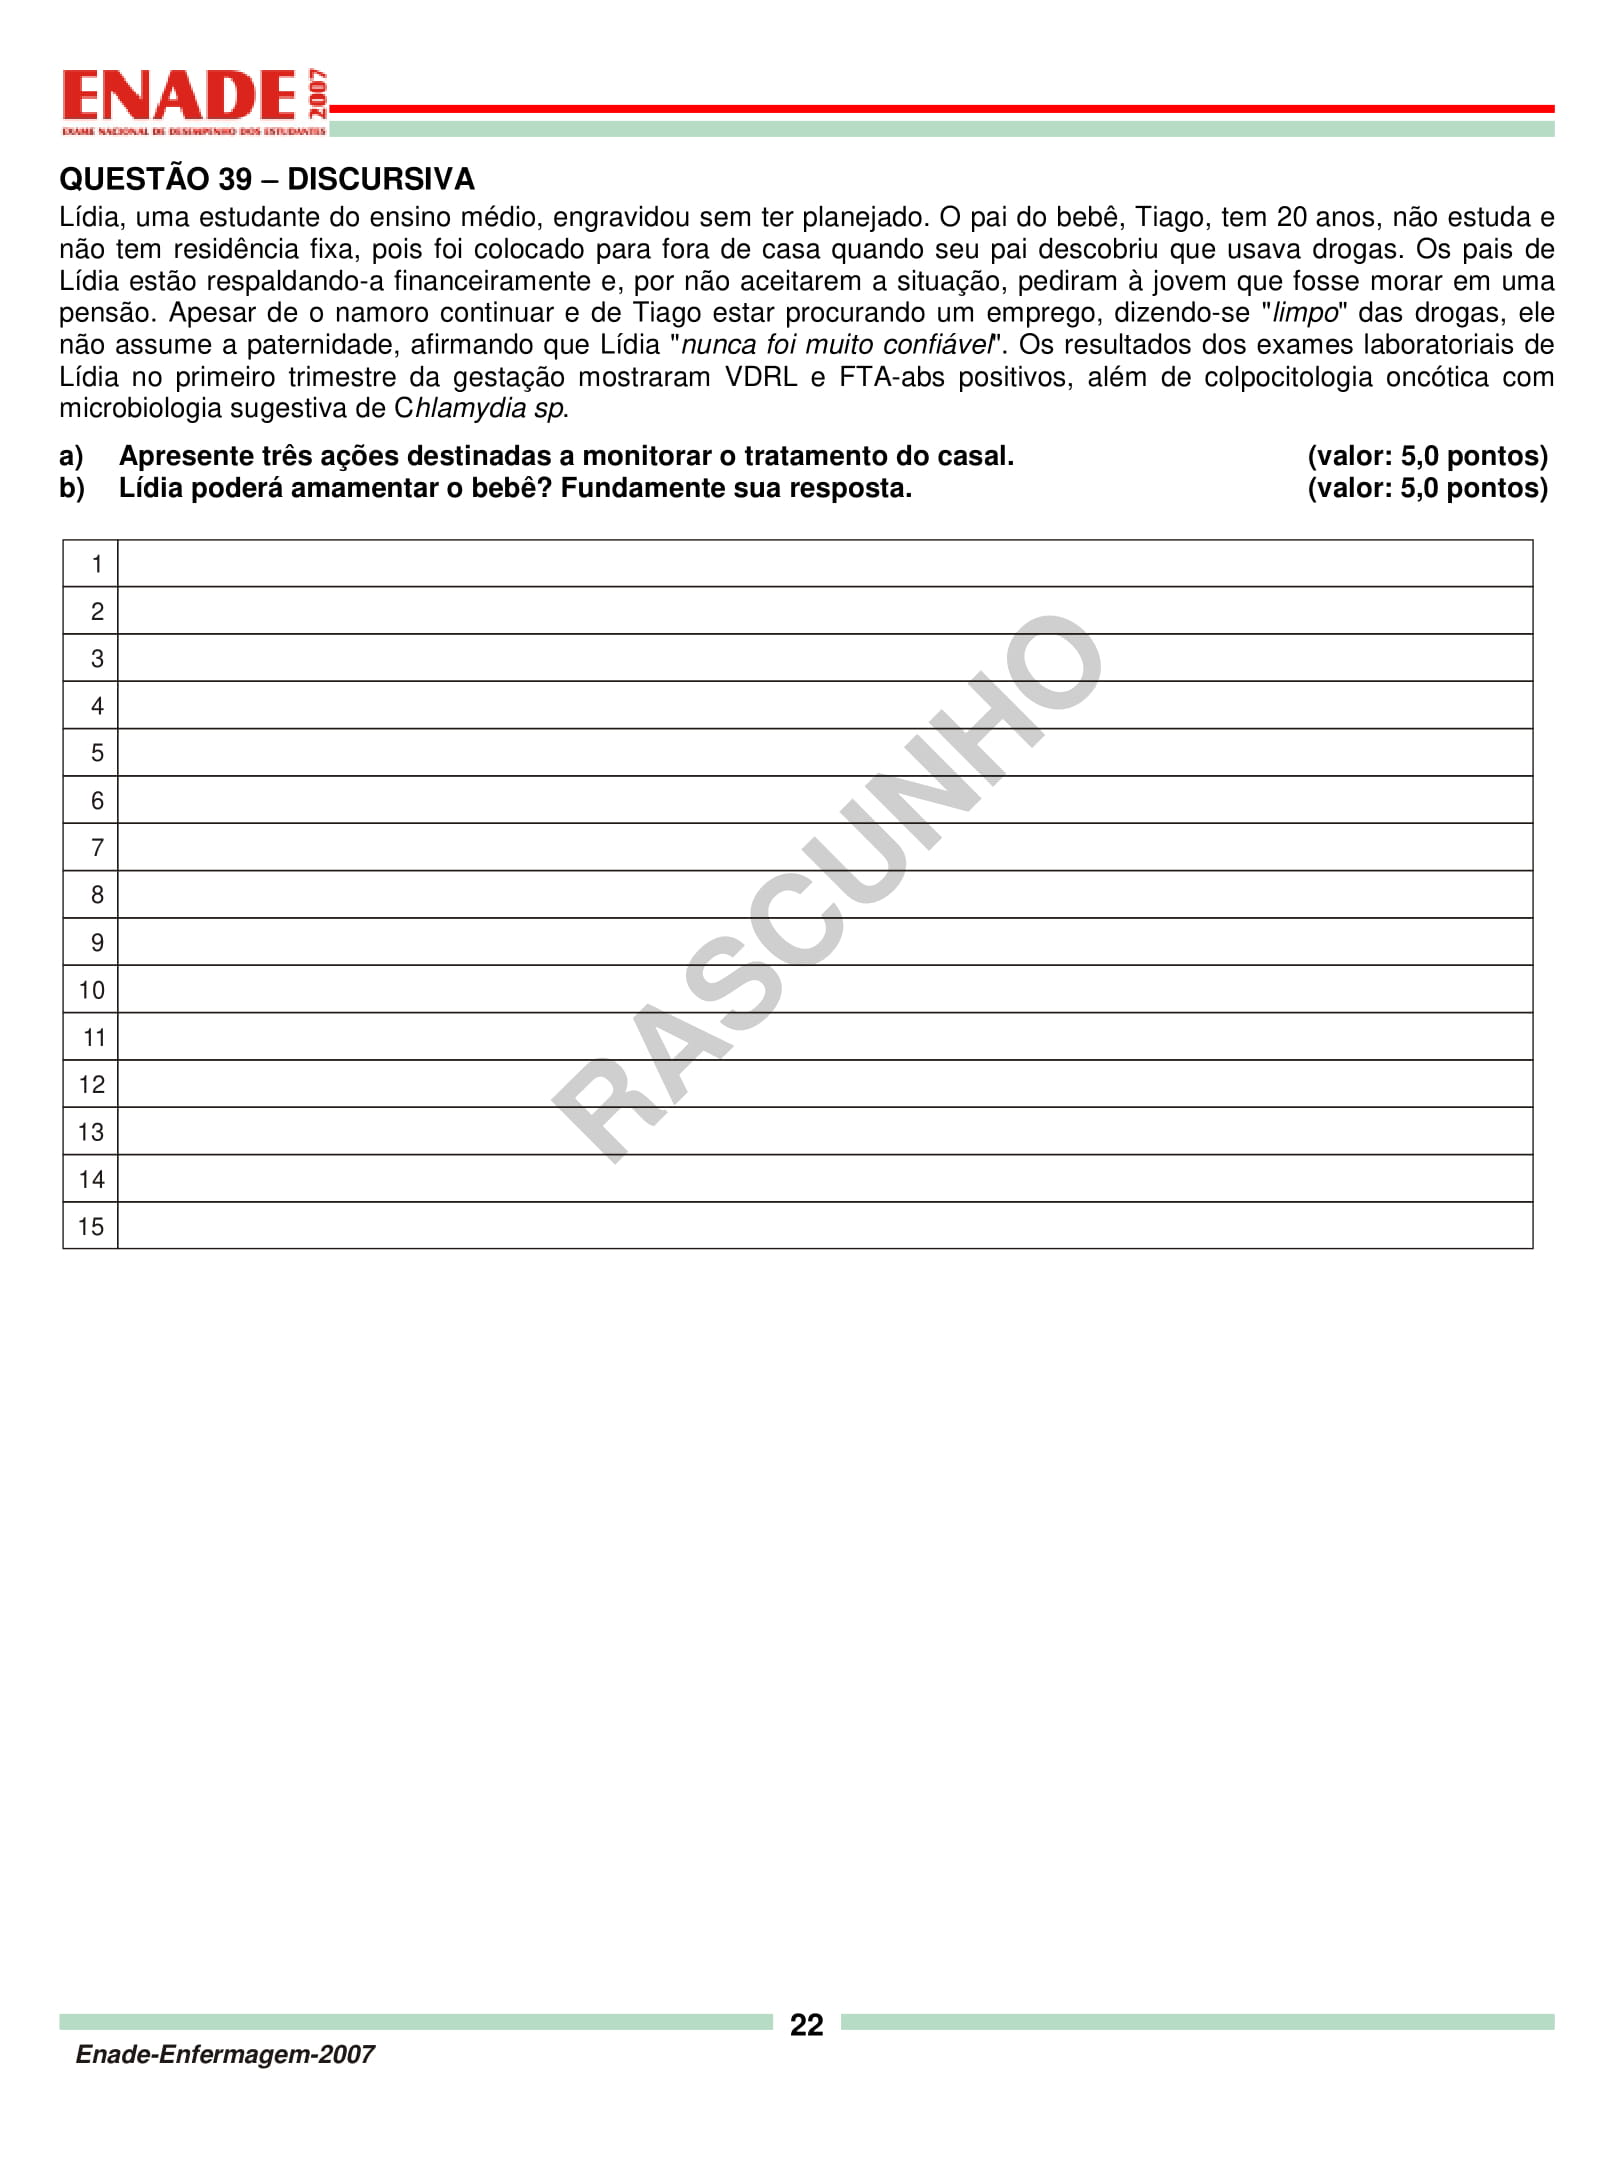 ENADE 2007
EXAME NACIONAL DE DESEMPENHO DOS ESTUDANTES
QUESTÃO 39 – DISCURSIVA
Lídia, uma estudante do ensino médio, engravidou sem ter planejado. O pai do bebê, Tiago, tem 20 anos, não estuda e
não tem residência fixa, pois foi colocado para fora de casa quando seu pai descobriu que usava drogas. Os pais de
Lídia estão respaldando-a financeiramente e, por não aceitarem a situação, pediram à jovem que fosse morar em uma
pensão. Apesar de o namoro continuar e de Tiago estar procurando um emprego, dizendo-se "limpo" das drogas, ele
não assume a paternidade, afirmando que Lídia "nunca foi muito confiável". Os resultados dos exames laboratoriais de
Lídia no primeiro trimestre da gestação mostraram VDRL e FTA-abs positivos, além de colpocitologia oncótica com
microbiologia sugestiva de Chlamydia sp.
a) Apresente três ações destinadas a monitorar o tratamento do casal. (valor: 5,0 pontos)
b) Lídia poderá amamentar o bebê? Fundamente sua resposta. (valor: 5,0 pontos)
1
2
3
4
5
6
7
8
9
10
11
12
13
14
15
RASCUNHO
22
Enade-Enfermagem-2007